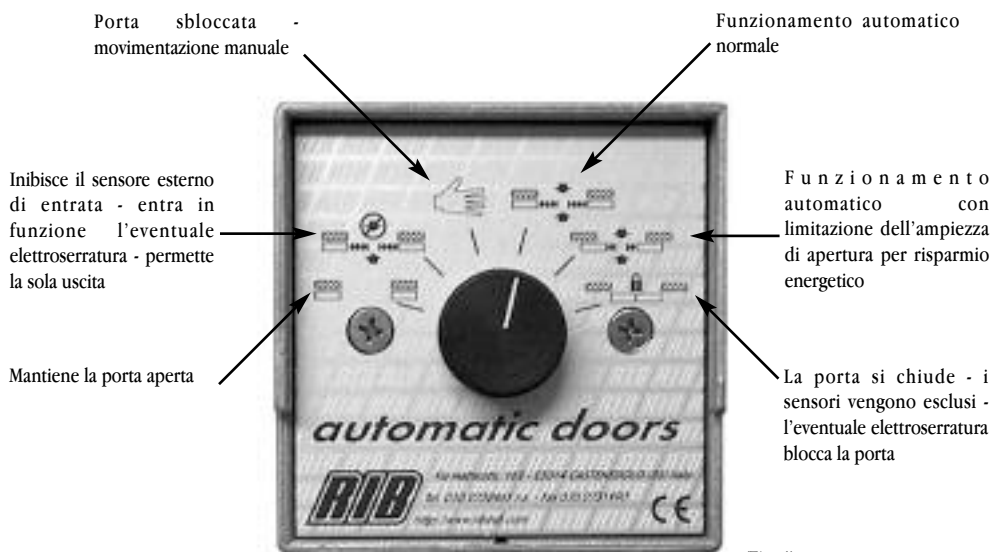 Porta sbloccata -
movimentazione manuale
Funzionamento automatico
normale
Inibisce il sensore esterno
di entrata - entra in
funzione l'eventuale
elettroserratura - permette
la sola uscita
Funzionamento
automatico con
limitazione dell'ampiezza
di apertura per risparmio
energetico
Mantiene la porta aperta
La porta si chiude - i
sensori vengono esclusi -
l'eventuale elettroserratura
blocca la porta
automatic doors
RIB
CE